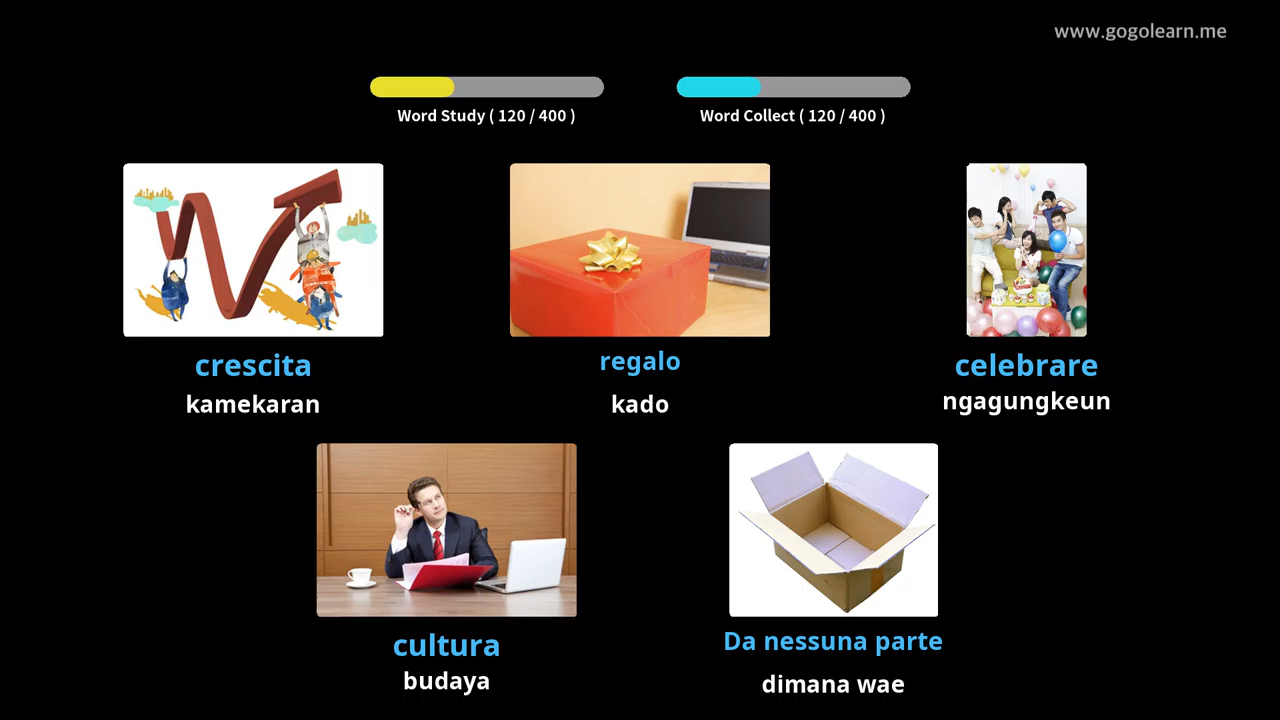 www.gogolearn.me
Word Study ( 120 / 400 )
Word Collect ( 120 / 400 )
crescita
kamekaran
regalo
kado
celebrare
ngagungkeun
cultura
budaya
Da nessuna parte
dimana wae